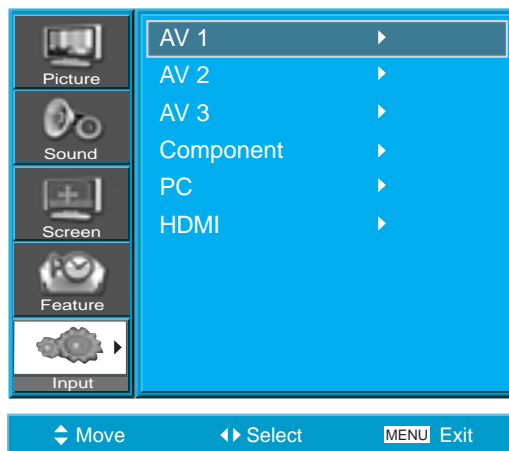 Picture
Sound
Screen
Feature
Input
AV 1
AV 2
AV 3
Component
PC
HDMI
Move Select MENU Exit